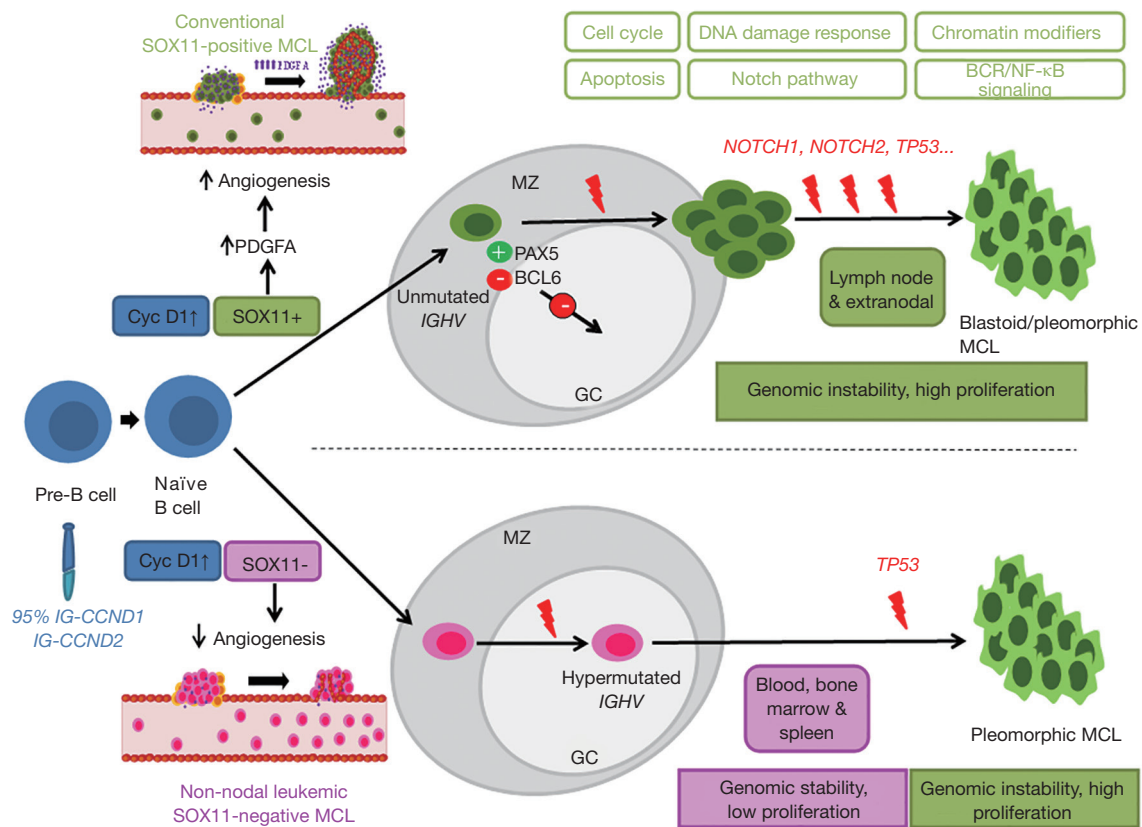 Conventional
SOX11-positive MCL
PDGFA
Angiogenesis
PDGFA
Cyc D1↑
SOX11+
Cell cycle
DNA damage response
Chromatin modifiers
Apoptosis
Notch pathway
BCR/NF-κB
signaling
MZ
+
PAX5
-
BCL6
-
Unmutated
IGHV
GC
NOTCH1, NOTCH2, TP53...
Lymph node
& extranodal
Blastoid/pleomorphic
MCL
Genomic instability, high proliferation
Pre-B cell
Naïve
B cell
95% IG-CCND1
IG-CCND2
Cyc D1↑
SOX11-
Angiogenesis
Non-nodal leukemic
SOX11-negative MCL
MZ
Hypermutated
IGHV
GC
TP53
Blood, bone
marrow &
spleen
Pleomorphic MCL
Genomic stability,
low proliferation
Genomic instability, high
proliferation